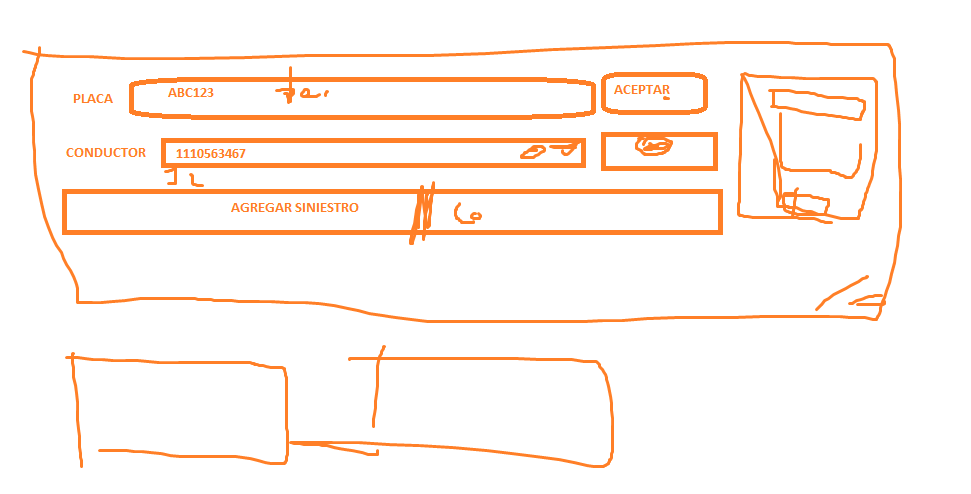 PLACA ABC123 ACEPTAR
CONDUCTOR 1110563467
AGREGAR SINIESTRO